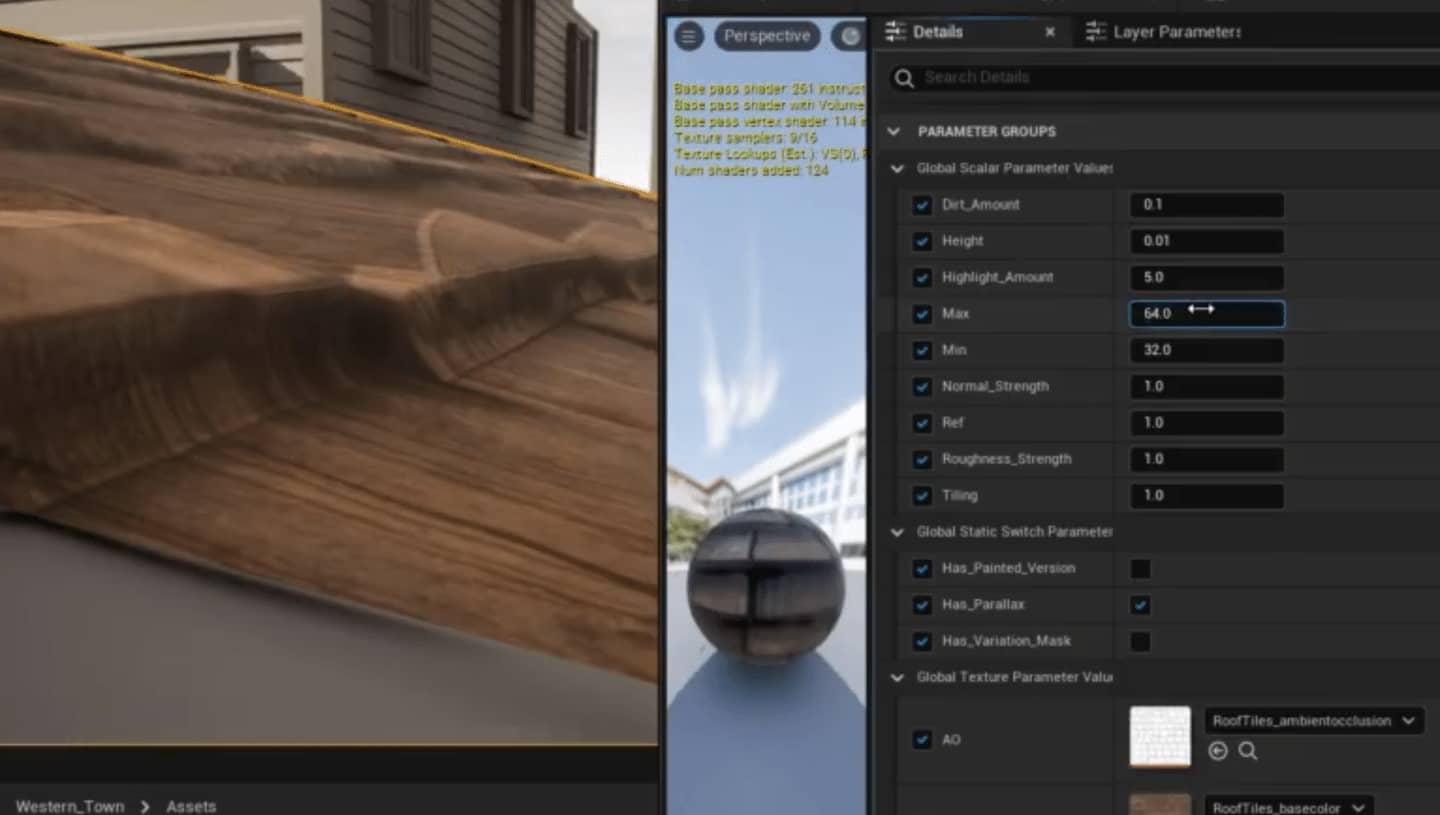 Perspective
Details
Layer Parameters
Search Details
Base pass shader: 261 instruct
Base pass shader with Volume
Base pass vertex shader: 114 i
Texture samplers: 9/16
Texture Lookups (Est.): VS(0),
Num shaders added: 124
PARAMETER GROUPS
Global Scalar Parameter Values
Dirt_Amount 0.1
Height 0.01
Highlight_Amount 5.0
Max 64.0
Min 32.0
Normal_Strength 1.0
Ref 1.0
Roughness_Strength 1.0
Tiling 1.0
Global Static Switch Parameter
Has_Painted_Version
Has_Parallax
Has_Variation_Mask
Global Texture Parameter Valu
AO RoofTiles_ambientocclusion
RoofTiles_basecolor
Western_Town > Assets